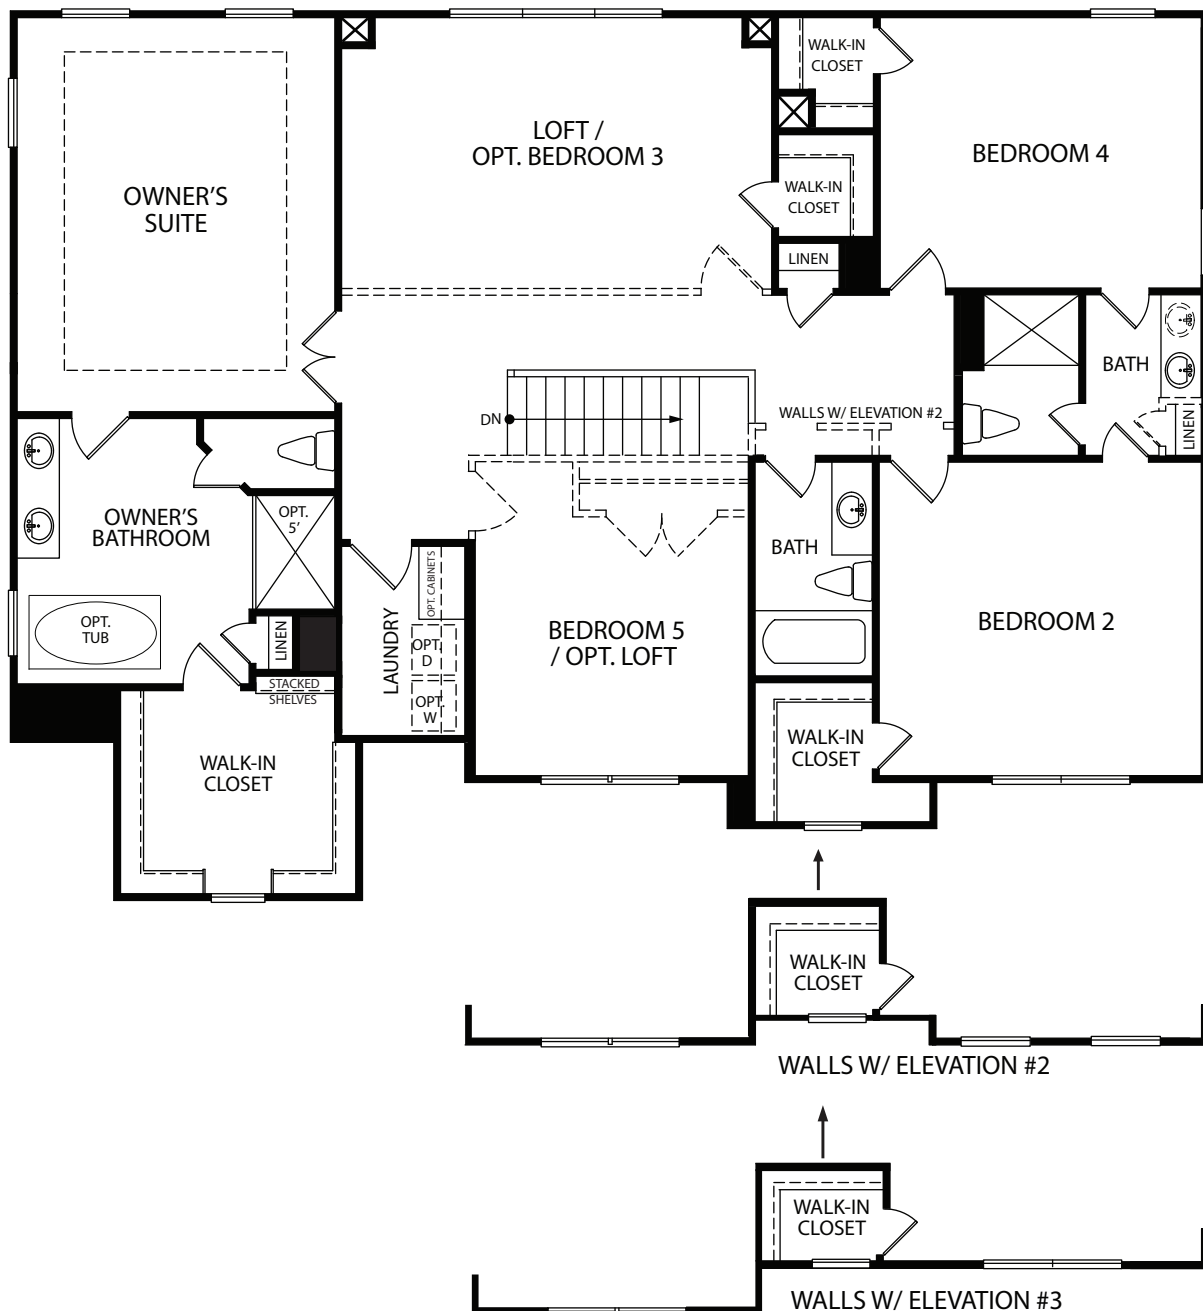 WALK-IN
CLOSET
LOFT /
OPT. BEDROOM 3
BEDROOM 4
OWNER'S
SUITE
WALK-IN
CLOSET
LINEN
BATH
DN
WALLS W/ ELEVATION #2
LINEN
OPT.
5'
OWNER'S
BATHROOM
BATH
OPT. CABINETS
OPT.
TUB
LINEN
LAUNDRY
OPT.
D
BEDROOM 5
/ OPT. LOFT
BEDROOM 2
STACKED
SHELVES
OPT.
W
WALK-IN
CLOSET
WALK-IN
CLOSET
WALK-IN
CLOSET
WALLS W/ ELEVATION #2
WALK-IN
CLOSET
WALLS W/ ELEVATION #3